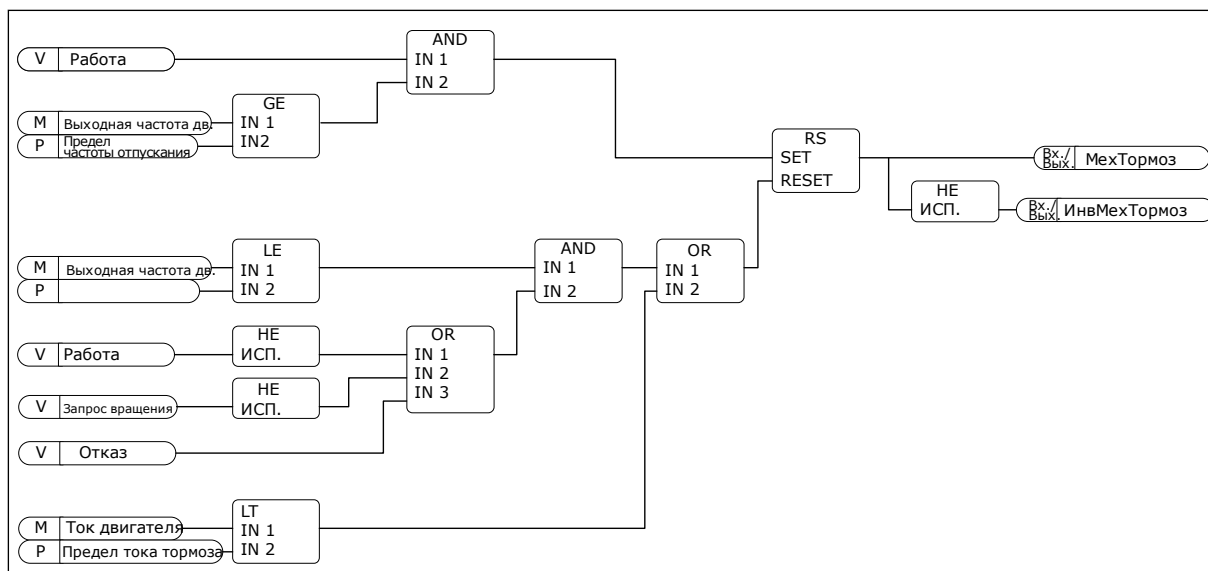 AND
V Работа
IN 1
IN 2
GE
M Выходная частота дв.
IN 1
P Предел
частоты отпускания
IN2
RS
SET
RESET
Вх./
Вых. МехТормоз
НЕ
ИСП.
Вх./
Вых. ИнвМехТормоз
LE
M Выходная частота дв.
IN 1
P
IN 2
AND
IN 1
IN 2
OR
IN 1
IN 2
V Работа
НЕ
ИСП.
OR
IN 1
IN 2
IN 3
V Запрос вращения
НЕ
ИСП.
V Отказ
LT
M Ток двигателя
IN 1
P Предел тока тормоза
IN 2